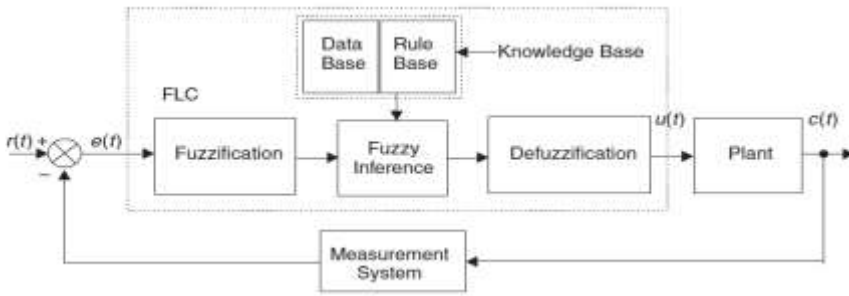 Data Base
Rule Base
Knowledge Base
FLC
r(t) +
−
e(t)
Fuzzification
Fuzzy Inference
Defuzzification
u(t)
Plant
c(t)
Measurement System